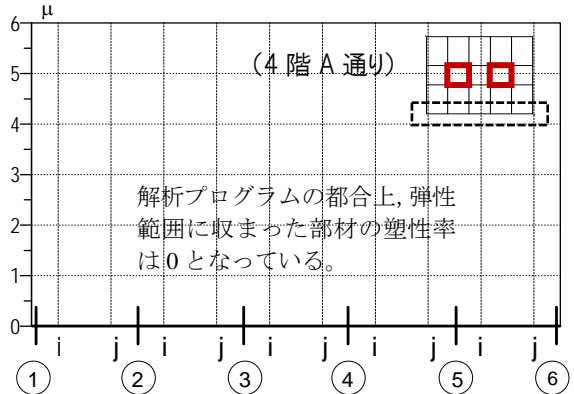 μ
6
5
4
3
2
1
0
(4 階 A 通り)
解析プログラムの都合上, 弾性
範囲に収まった部材の塑性率
は 0 となっている。
i j i j i j i j i j
1 2 3 4 5 6